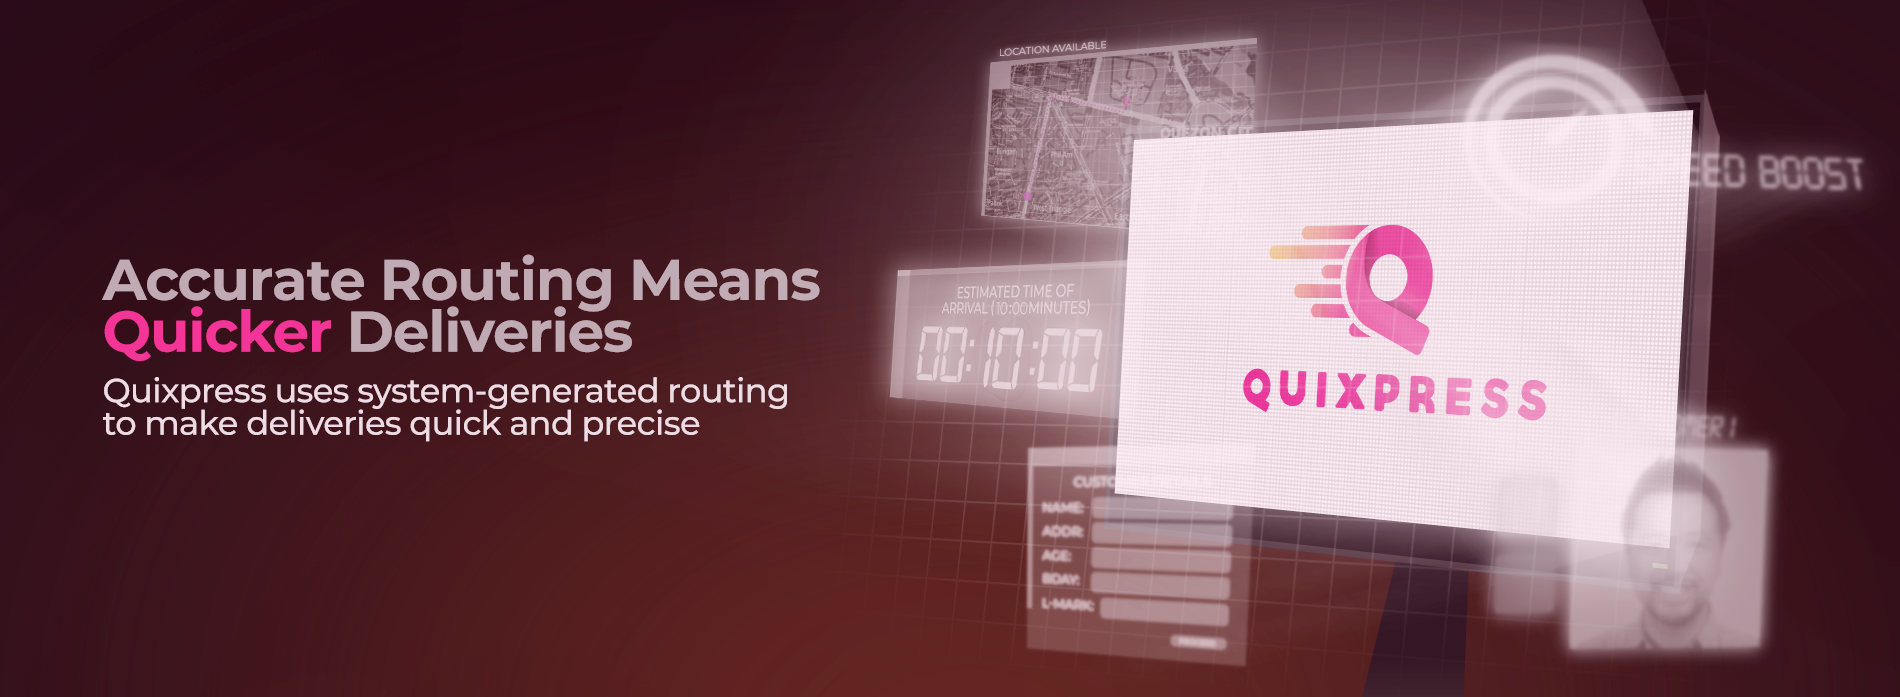 Accurate Routing Means
Quicker Deliveries
Quixpress uses system-generated routing
to make deliveries quick and precise
LOCATION AVAILABLE
QUEZON CIT
ESTIMATED TIME OF
ARRIVAL (10:00MINUTES)
00:10:00
QUIXPRESS
EED BOOST
CUSTO
NAME:
ADDR:
AGE:
BDAY:
L-MARK: